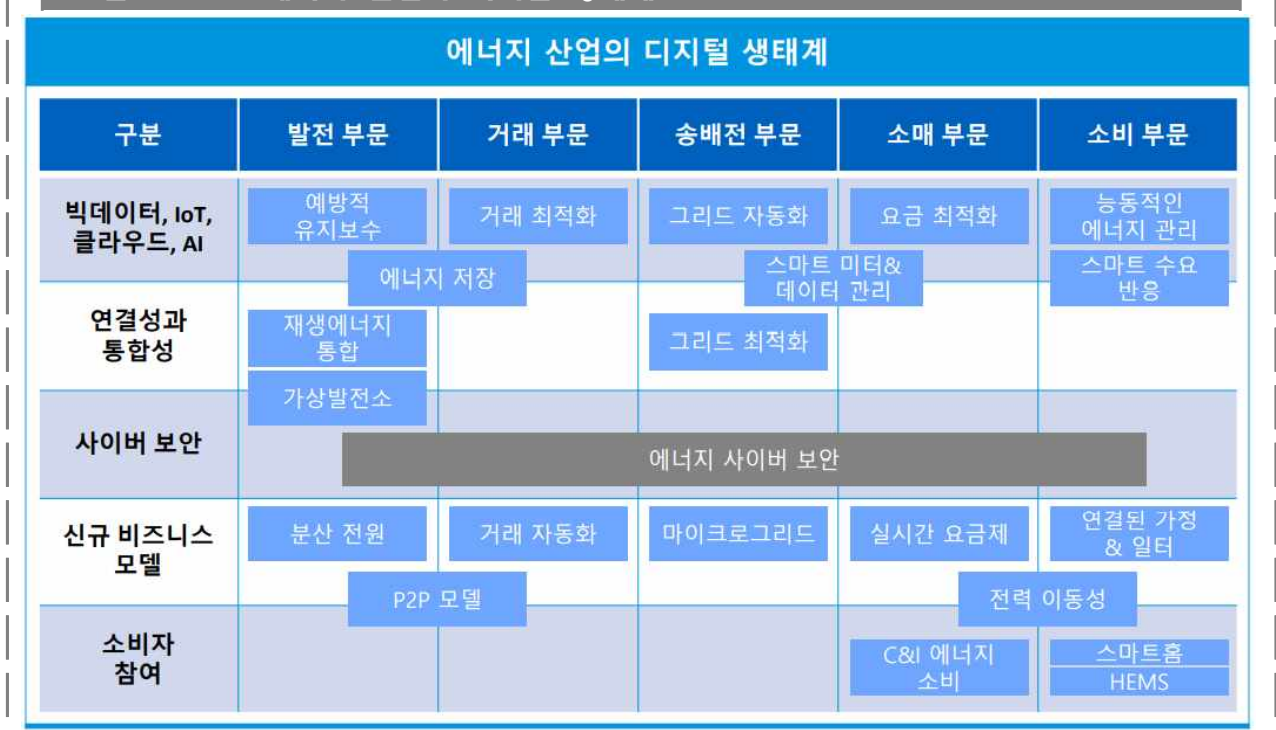 에너지 산업의 디지털 생태계
구분
발전 부문
거래 부문
송배전 부문
소매 부문
소비 부문
빅데이터, IoT,
클라우드, AI
예방적
유지보수
거래 최적화
그리드 자동화
요금 최적화
능동적인
에너지 관리
에너지 저장
스마트 미터&
데이터 관리
스마트 수요
반응
연결성과
통합성
재생에너지
통합
그리드 최적화
가상발전소
사이버 보안
에너지 사이버 보안
신규 비즈니스
모델
분산 전원
거래 자동화
마이크로그리드
실시간 요금제
연결된 가정
& 일터
P2P 모델
전력 이동성
소비자
참여
C&I 에너지
소비
스마트홈
HEMS